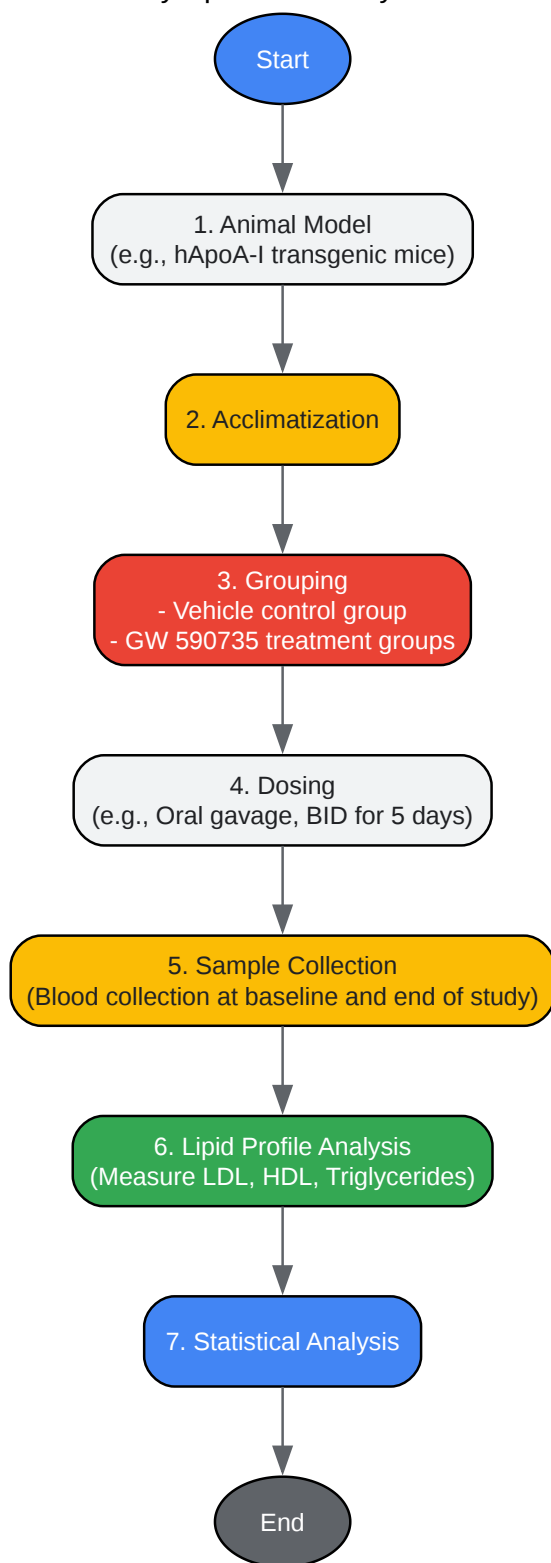 Start
1. Animal Model
(e.g., hApoA-I transgenic mice)
2. Acclimatization
3. Grouping
- Vehicle control group
- GW 590735 treatment groups
4. Dosing
(e.g., Oral gavage, BID for 5 days)
5. Sample Collection
(Blood collection at baseline and end of study)
6. Lipid Profile Analysis
(Measure LDL, HDL, Triglycerides)
7. Statistical Analysis
End